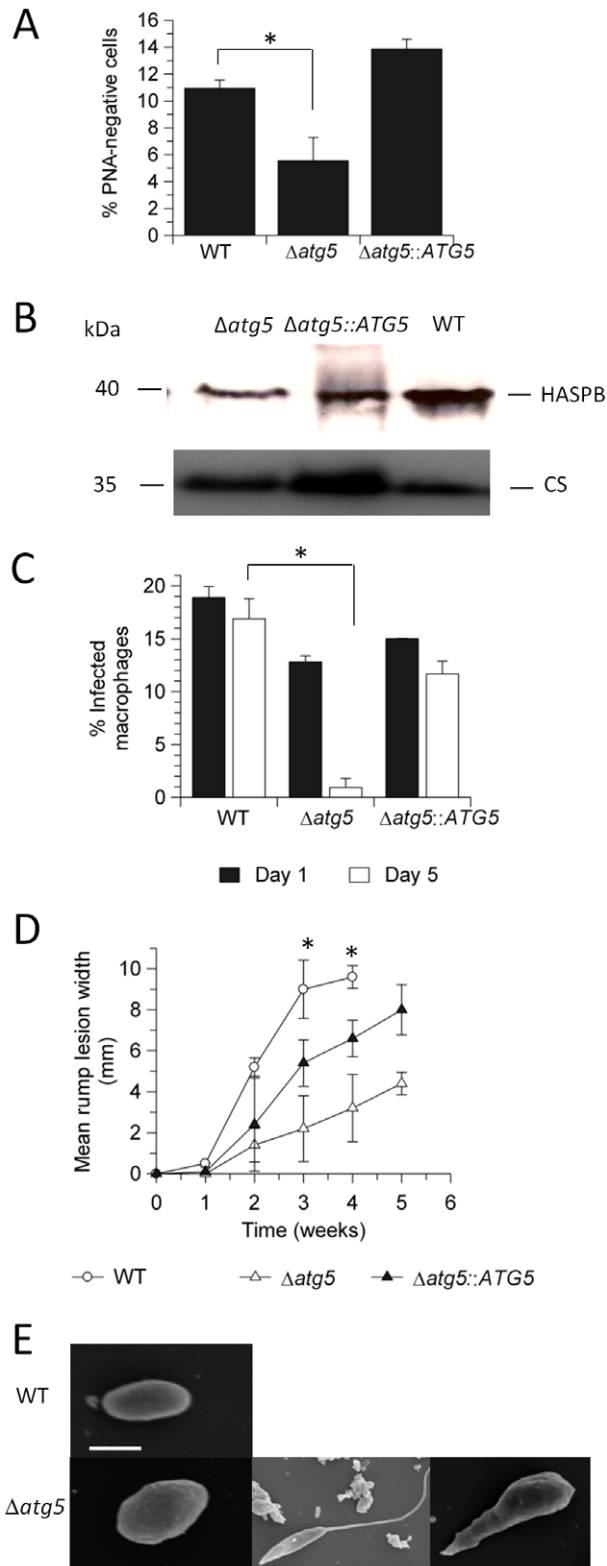 A
% PNA-negative cells
16
14
12
10
8
6
4
2
0
*
WT Δatg5 Δatg5::ATG5
B
kDa Δatg5 Δatg5::ATG5 WT
40 HASPB
35 CS
C
% Infected
macrophages
20
15
10
5
0
*
WT Δatg5 Δatg5::ATG5
Day 1 Day 5
D
Mean rump lesion width
(mm)
10
8
6
4
2
0
* *
0 1 2 3 4 5 6
Time (weeks)
WT Δatg5 Δatg5::ATG5
E
WT
Δatg5